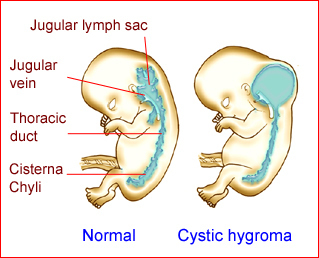 Jugular lymph sac
Jugular
vein
Thoracic
duct
Cisterna
Chyli
Normal
Cystic hygroma